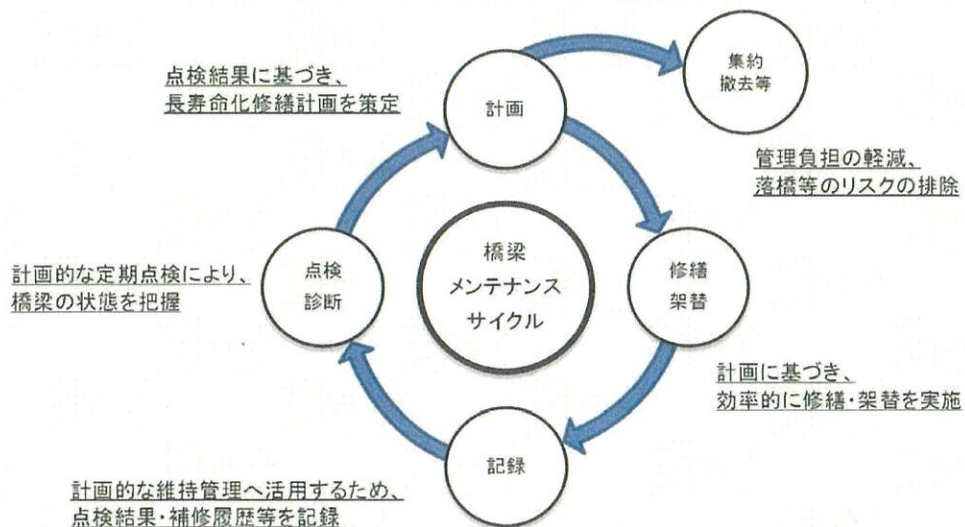 集約
撤去等
点検結果に基づき、
長寿命化修繕計画を策定
計画
管理負担の軽減、
落橋等のリスクの排除
計画的な定期点検により、
橋梁の状態を把握
点検
診断
橋梁
メンテナンス
サイクル
修繕
架替
計画に基づき、
効率的に修繕・架替を実施
記録
計画的な維持管理へ活用するため、
点検結果・補修履歴等を記録